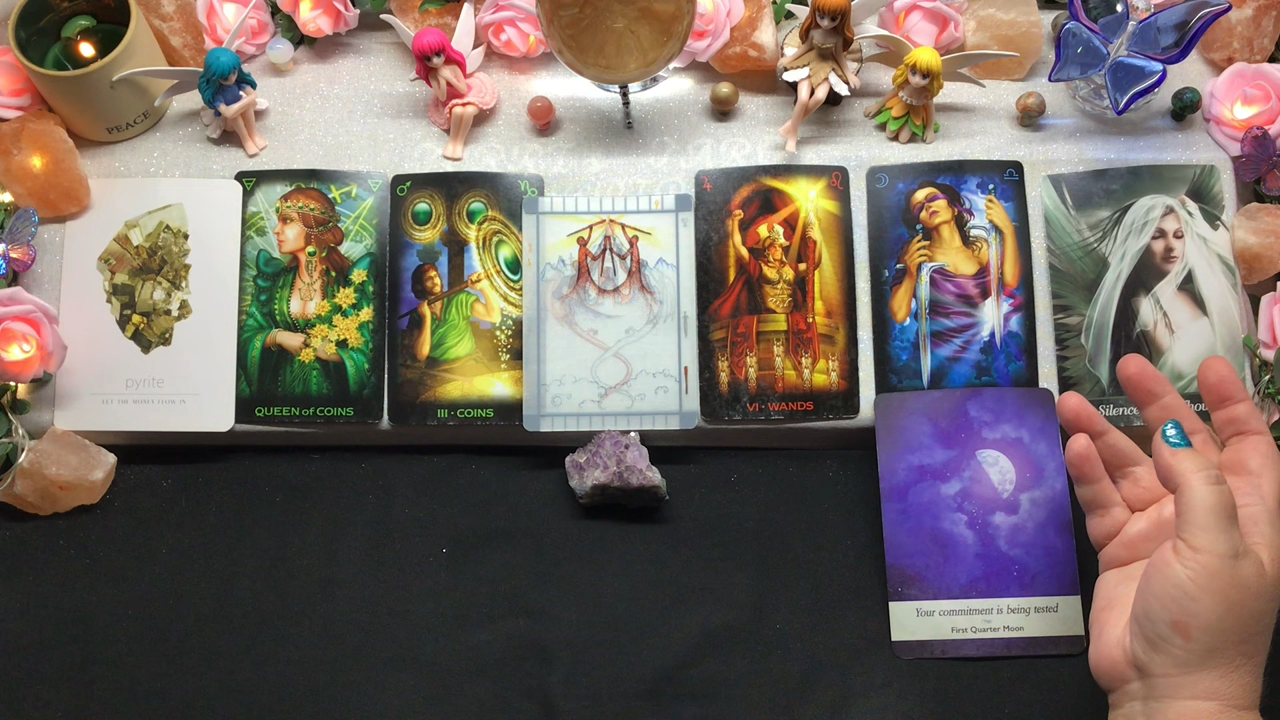 PEACE
pyrite
LET THE MONEY FLOW IN
QUEEN of COINS
III · COINS
VI · WANDS
Silence
Your commitment is being tested
First Quarter Moon